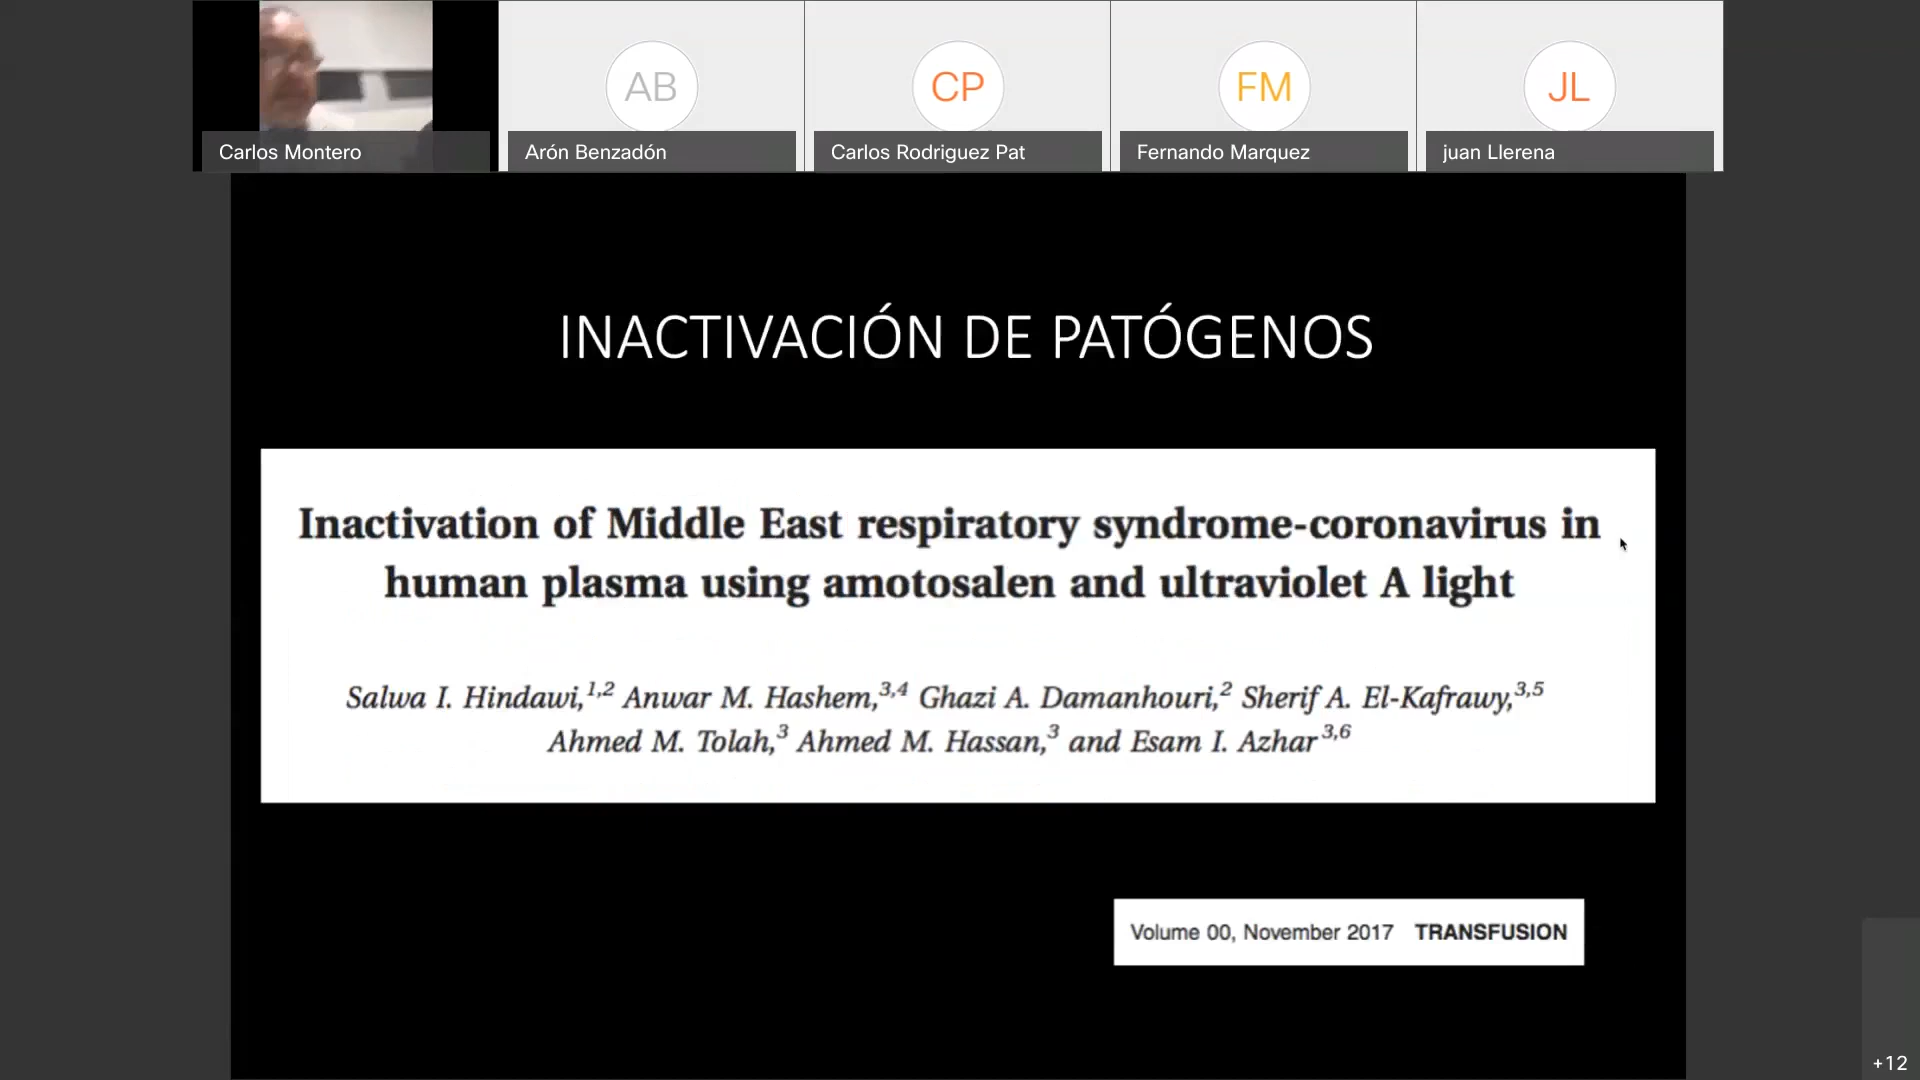 AB
CP
FM
JL
Carlos Montero
Arón Benzadón
Carlos Rodriguez Pat
Fernando Marquez
juan Llerena
INACTIVACIÓN DE PATÓGENOS
Inactivation of Middle East respiratory syndrome-coronavirus in
human plasma using amotosalen and ultraviolet A light
Salwa I. Hindawi,1,2 Anwar M. Hashem,3,4 Ghazi A. Damanhouri,2 Sherif A. El-Kafrawy,3,5
Ahmed M. Tolah,3 Ahmed M. Hassan,3 and Esam I. Azhar3,6
Volume 00, November 2017 TRANSFUSION
+12